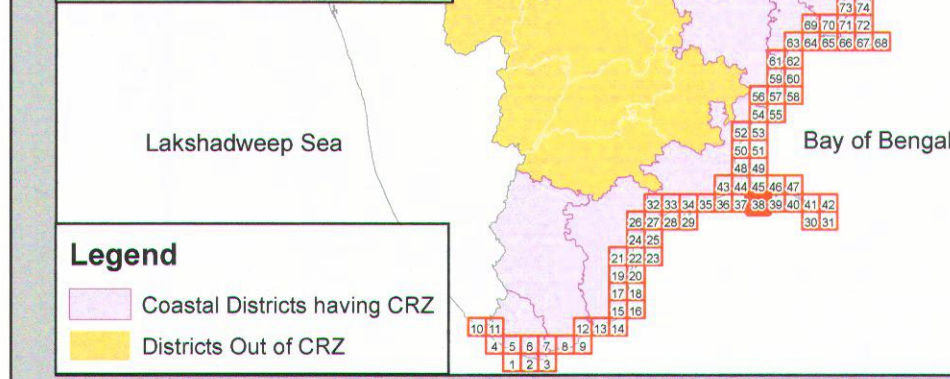 73 74
69 70 71 72
63 64 65 66 67 68
61 62
59 60
56 57 58
54 55
52 53
Lakshadweep Sea
Bay of Bengal
50 51
48 49
43 44 45 46 47
32 33 34 35 36 37 38 39 40 41 42
26 27 28 29
30 31
24 25
21 22 23
19 20
17 18
15 16
10 11
12 13 14
4 5 6 7 8 9
1 2 3
Legend
Coastal Districts having CRZ
Districts Out of CRZ